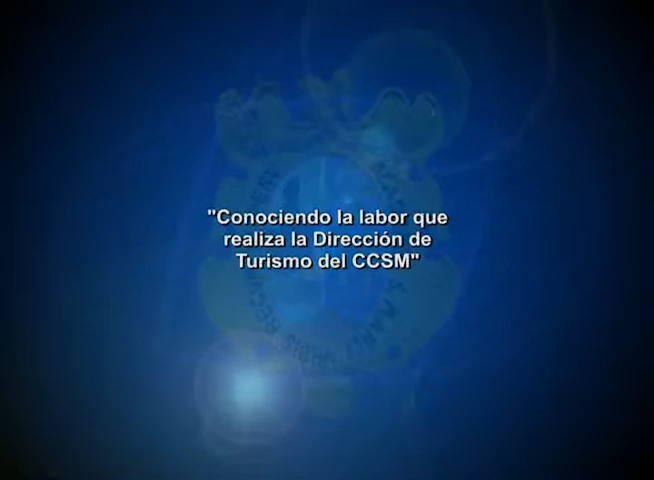 "Conociendo la labor que
realiza la Dirección de
Turismo del CCSM"